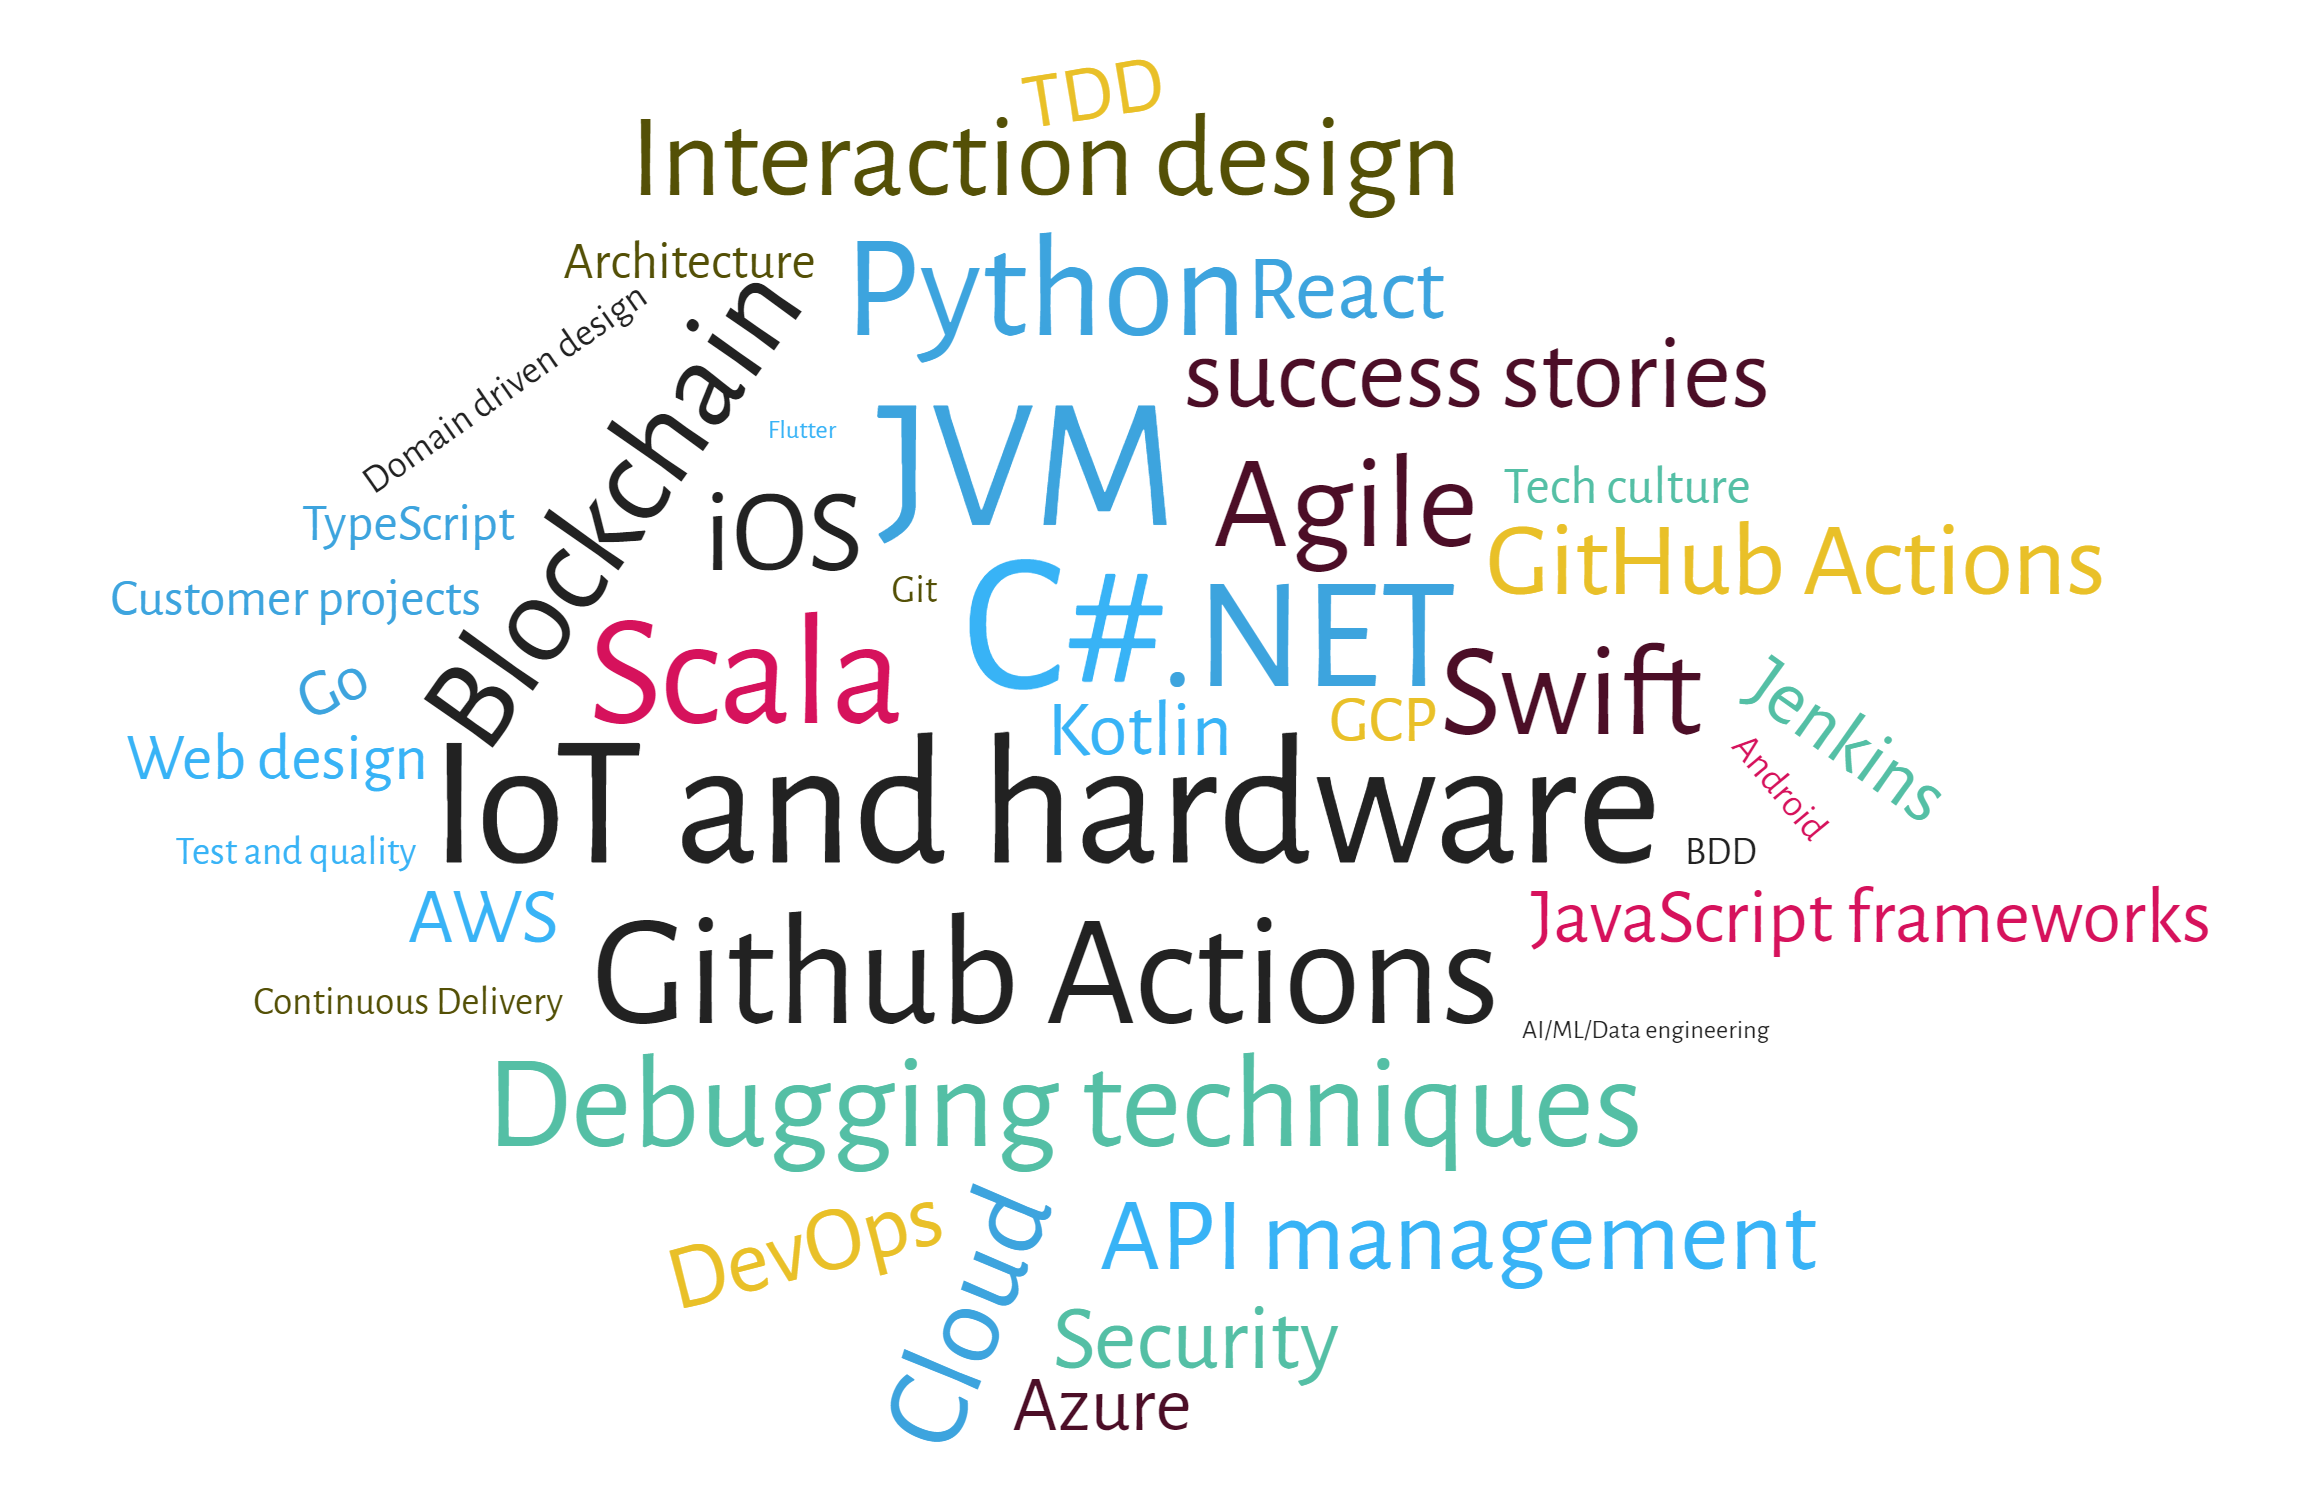 TDD
Interaction design
Architecture
Python
React
Domain driven design
Blockchain
success stories
Flutter
JVM
iOS
Agile
Tech culture
TypeScript
GitHub Actions
Customer projects
Git
C#
.NET
Scala
Swift
Go
Kotlin
GCP
Jenkins
Web design
IoT and hardware
Android
Test and quality
BDD
AWS
JavaScript frameworks
Github Actions
Continuous Delivery
AI/ML/Data engineering
Debugging techniques
DevOps
Cloud
API management
Security
Azure